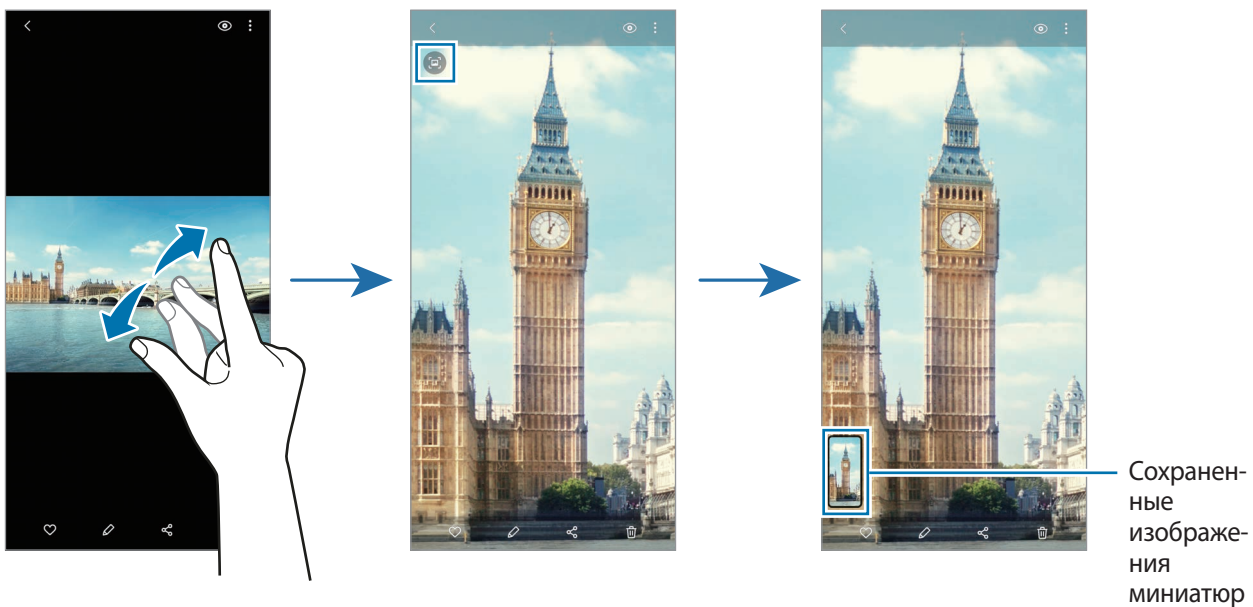 Сохранен-
ные
изображе-
ния
миниатюр